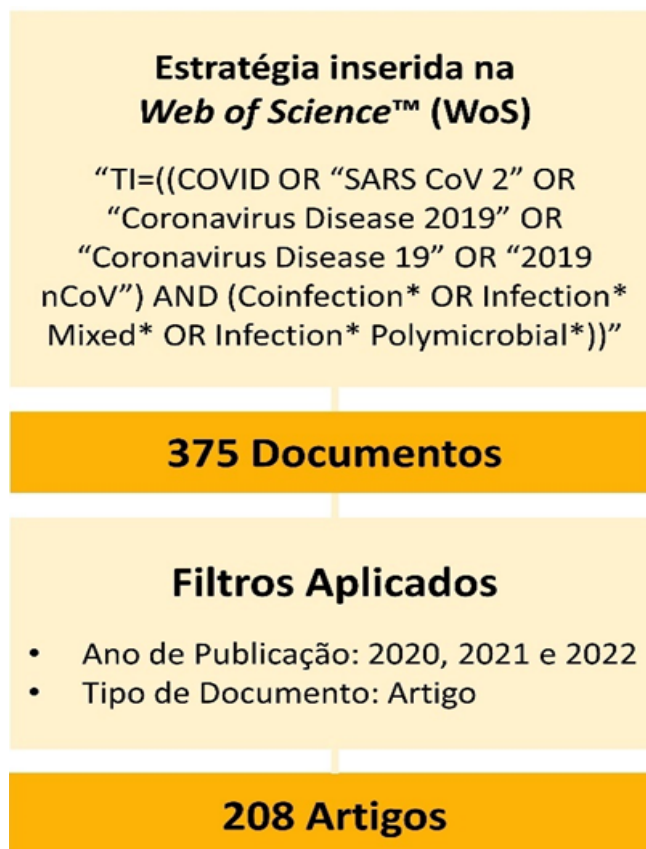 Estratégia inserida na
Web of Science™ (WoS)
“TI=((COVID OR “SARS CoV 2” OR
“Coronavirus Disease 2019” OR
“Coronavirus Disease 19” OR “2019
nCoV”) AND (Coinfection* OR Infection*
Mixed* OR Infection* Polymicrobial*))”
375 Documentos
Filtros Aplicados
• Ano de Publicação: 2020, 2021 e 2022
• Tipo de Documento: Artigo
208 Artigos